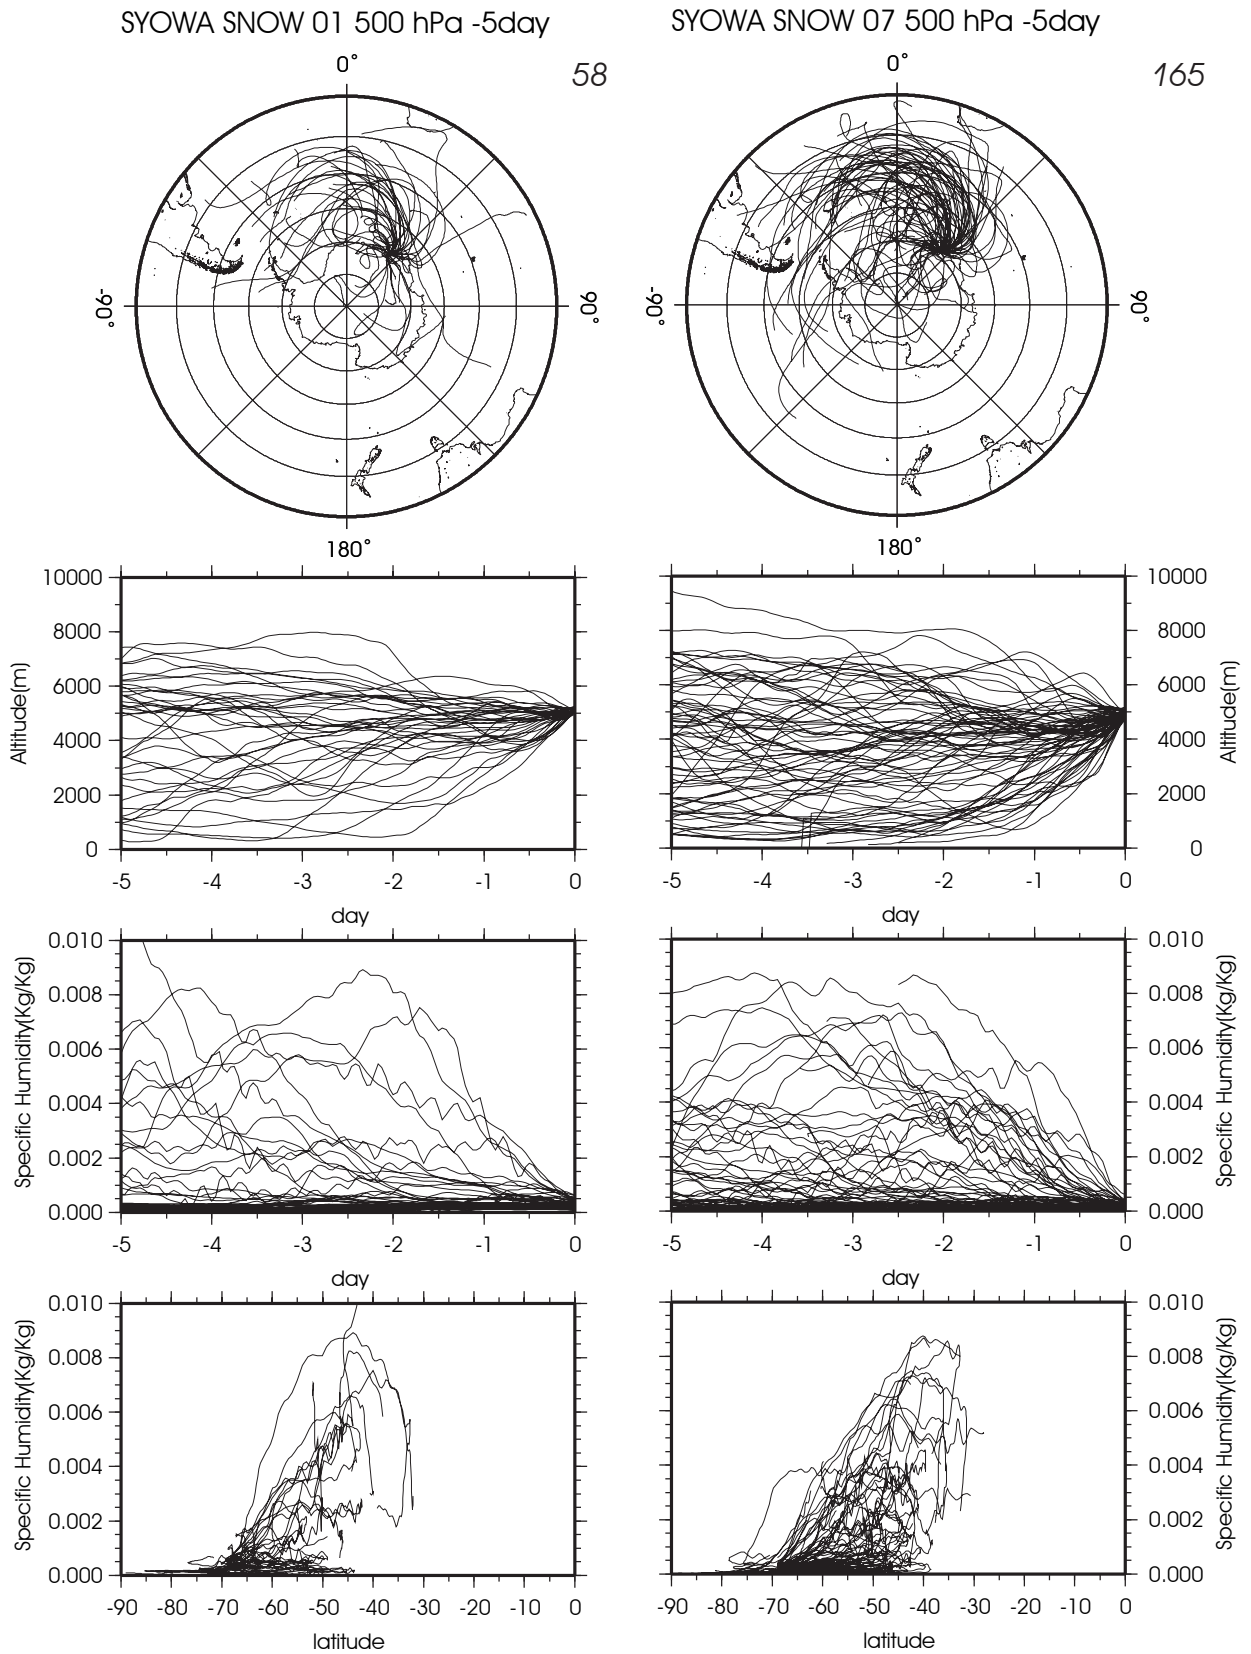 SYOWA SNOW 01 500 hPa -5day
SYOWA SNOW 07 500 hPa -5day
58
165
0°
0°
-90°
90°
-90°
90°
180°
180°
Altitude(m)
10000
8000
6000
4000
2000
0
-5 -4 -3 -2 -1 0
day
10000
8000
6000
4000
2000
0
Altitude(m)
-5 -4 -3 -2 -1 0
day
Specific Humidity(Kg/Kg)
0.010
0.008
0.006
0.004
0.002
0.000
-5 -4 -3 -2 -1 0
day
0.010
0.008
0.006
0.004
0.002
0.000
Specific Humidity(Kg/Kg)
-5 -4 -3 -2 -1 0
day
Specific Humidity(Kg/Kg)
0.010
0.008
0.006
0.004
0.002
0.000
-90 -80 -70 -60 -50 -40 -30 -20 -10 0
latitude
0.010
0.008
0.006
0.004
0.002
0.000
Specific Humidity(Kg/Kg)
-90 -80 -70 -60 -50 -40 -30 -20 -10 0
latitude